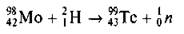 ⁹⁸₄₂Mo + ²₁H → ⁹⁹₄₃Tc + ¹₀n